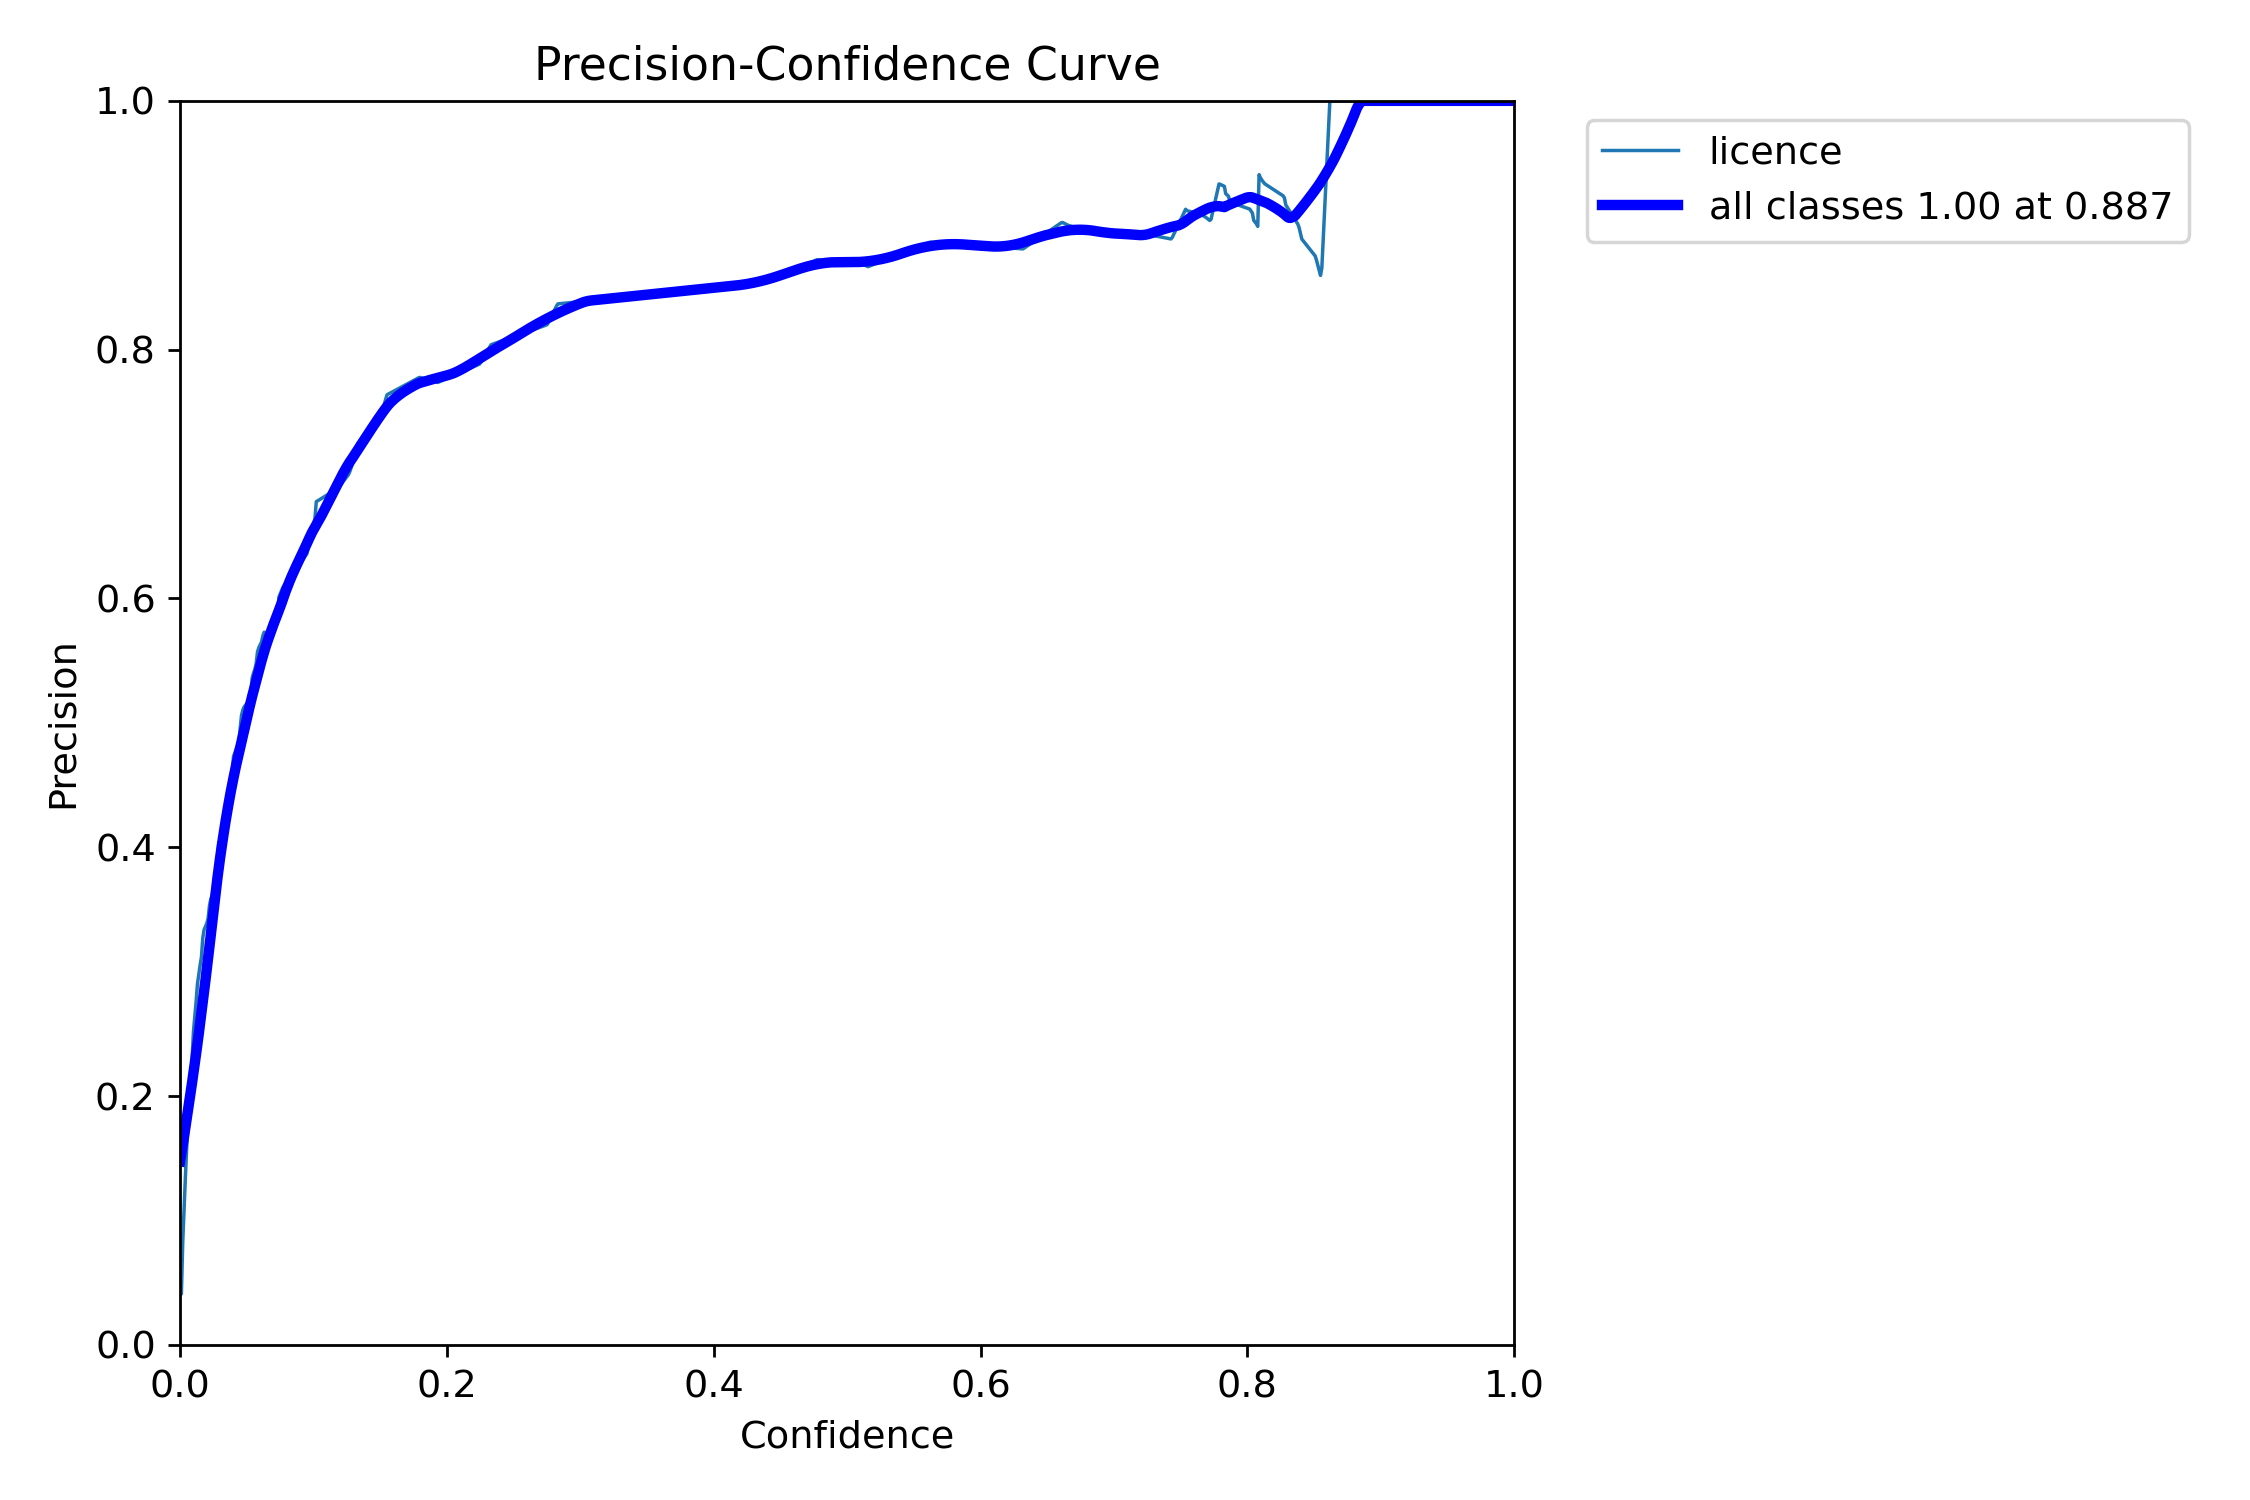 Precision-Confidence Curve
1.0
0.8
0.6
0.4
0.2
0.0
Precision
0.0 0.2 0.4 0.6 0.8 1.0
Confidence
licence
all classes 1.00 at 0.887